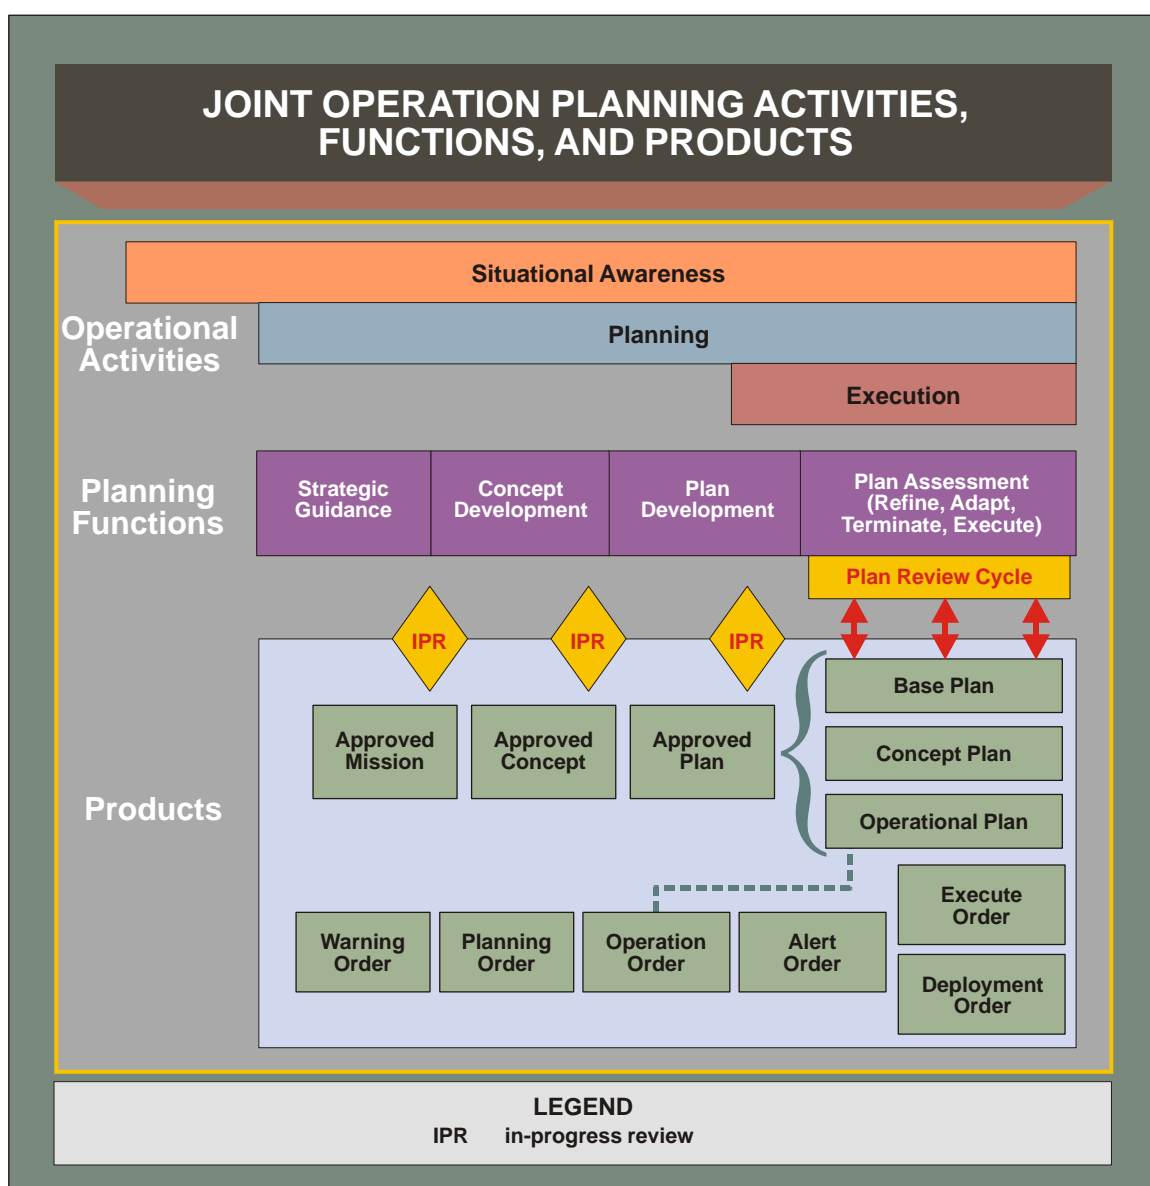 JOINT OPERATION PLANNING ACTIVITIES,
FUNCTIONS, AND PRODUCTS
Situational Awareness
Operational
Activities
Planning
Execution
Planning
Functions
Strategic
Guidance
Concept
Development
Plan
Development
Plan Assessment
(Refine, Adapt,
Terminate, Execute)
Plan Review Cycle
IPR
IPR
IPR
Products
Approved
Mission
Approved
Concept
Approved
Plan
Base Plan
Concept Plan
Operational Plan
Warning
Order
Planning
Order
Operation
Order
Alert
Order
Execute
Order
Deployment
Order
LEGEND
IPR in-progress review